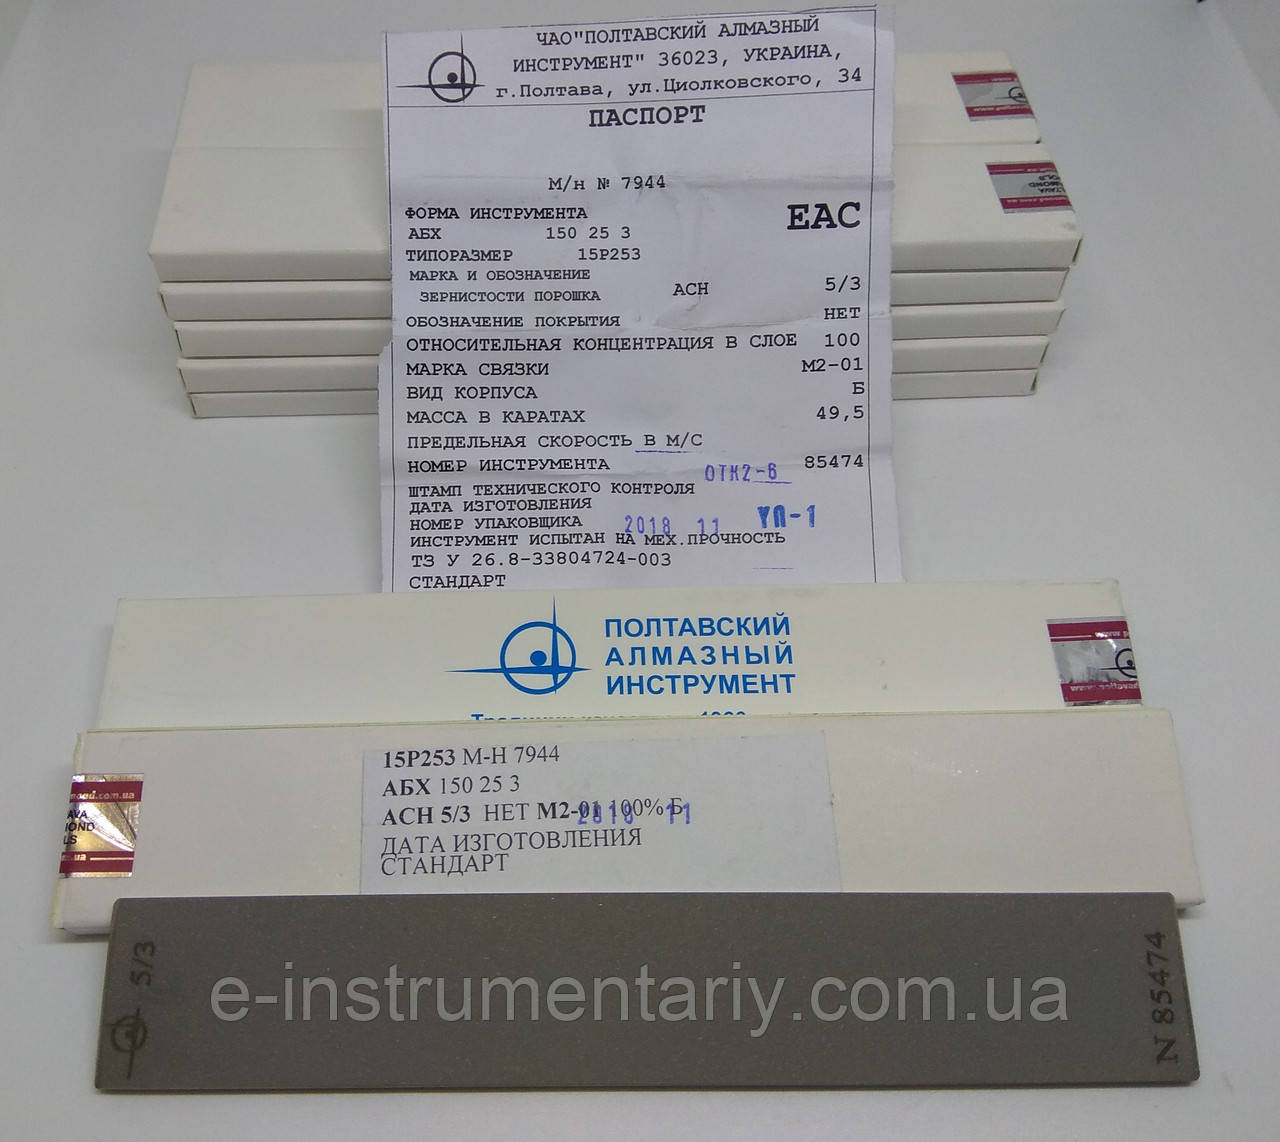 ЧАО"ПОЛТАВСКИЙ АЛМАЗНЫЙ
ИНСТРУМЕНТ" 36023, УКРАИНА,
г.Полтава, ул.Циолковского, 34
ПАСПОРТ
М/н № 7944
ФОРМА ИНСТРУМЕНТА
ЕАС
АБХ 150 25 3
ТИПОРАЗМЕР 15Р253
МАРКА И ОБОЗНАЧЕНИЕ
ЗЕРНИСТОСТИ ПОРОШКА АСН 5/3
ОБОЗНАЧЕНИЕ ПОКРЫТИЯ НЕТ
ОТНОСИТЕЛЬНАЯ КОНЦЕНТРАЦИЯ В СЛОЕ 100
МАРКА СВЯЗКИ М2-01
ВИД КОРПУСА Б
МАССА В КАРАТАХ 49,5
ПРЕДЕЛЬНАЯ СКОРОСТЬ В М/С
НОМЕР ИНСТРУМЕНТА 85474
ОТК2-6
ШТАМП ТЕХНИЧЕСКОГО КОНТРОЛЯ
ДАТА ИЗГОТОВЛЕНИЯ
НОМЕР УПАКОВЩИКА 2018 11 УП-1
ИНСТРУМЕНТ ИСПЫТАН НА МЕХ.ПРОЧНОСТЬ
ТЗ У 26.8-33804724-003
СТАНДАРТ
ПОЛТАВСКИЙ
АЛМАЗНЫЙ
ИНСТРУМЕНТ
15Р253 М-Н 7944
АБХ 150 25 3
АСН 5/3 НЕТ М2-01 100% Б
2018 11
ДАТА ИЗГОТОВЛЕНИЯ
СТАНДАРТ
5/3
N 85474
e-instrumentariy.com.ua